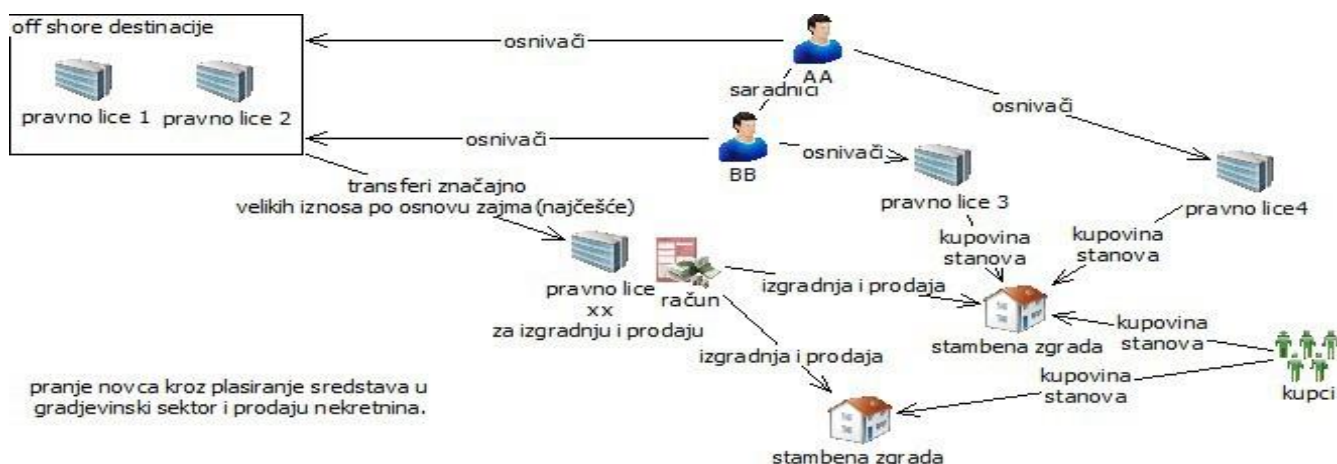 off shore destinacije
pravno lice 1
pravno lice 2
osnivači
AA
saradnici
osnivači
osnivači
BB
osnivači
transferi značajno
velikih iznosa po osnovu zajma(najčešće)
pravno lice 3
pravno lice4
kupovina
stanova
kupovina
stanova
pravno lice
xx
za izgradnju i prodaju
račun
izgradnja i prodaja
stambena zgrada
kupovina
stanova
izgradnja i prodaja
kupovina
stanova
kupci
pranje novca kroz plasiranje sredstava u
gradjevinski sektor i prodaju nekretnina.
stambena zgrada